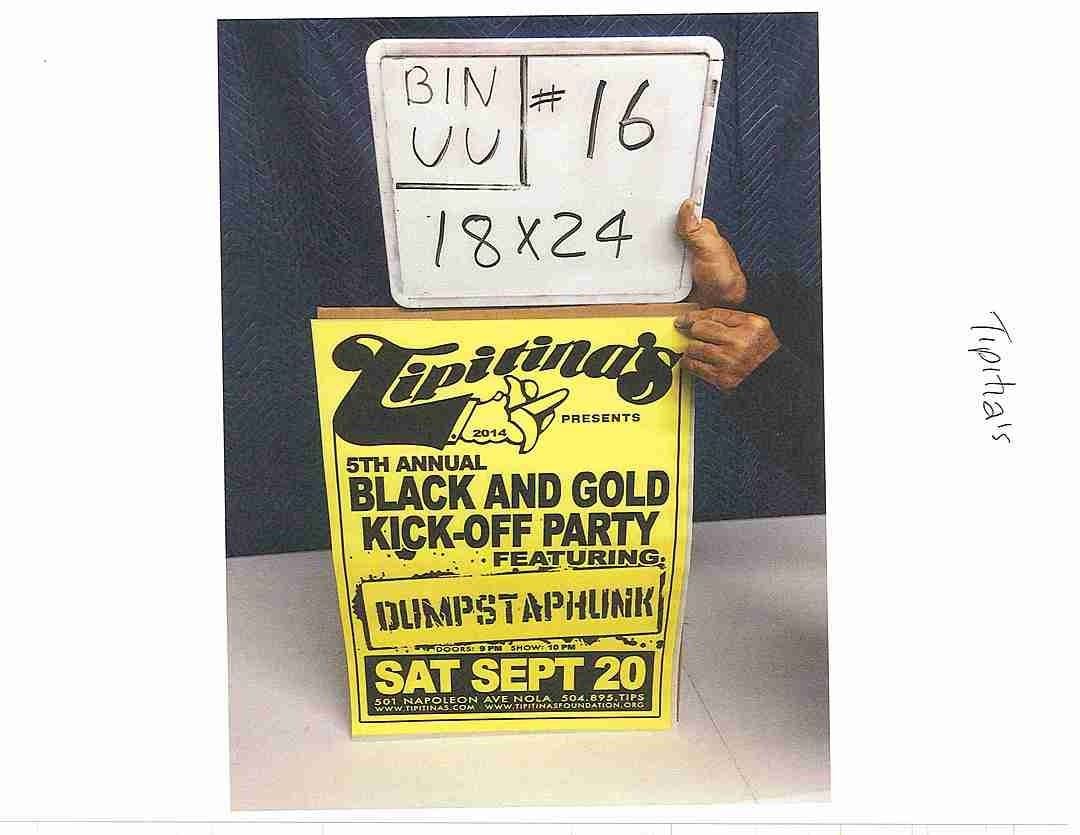 BIN
UU
# 16
18x24
Tipitina's
2014
PRESENTS
5TH ANNUAL
BLACK AND GOLD
KICK-OFF PARTY
FEATURING
DUMPSTAPHUNK
DOORS: 9 PM SHOW: 10 PM
SAT SEPT 20
501 NAPOLEON AVE NOLA 504.895.TIPS
WWW.TIPITINAS.COM WWW.TIPITINASFOUNDATION.ORG
Tipitia's